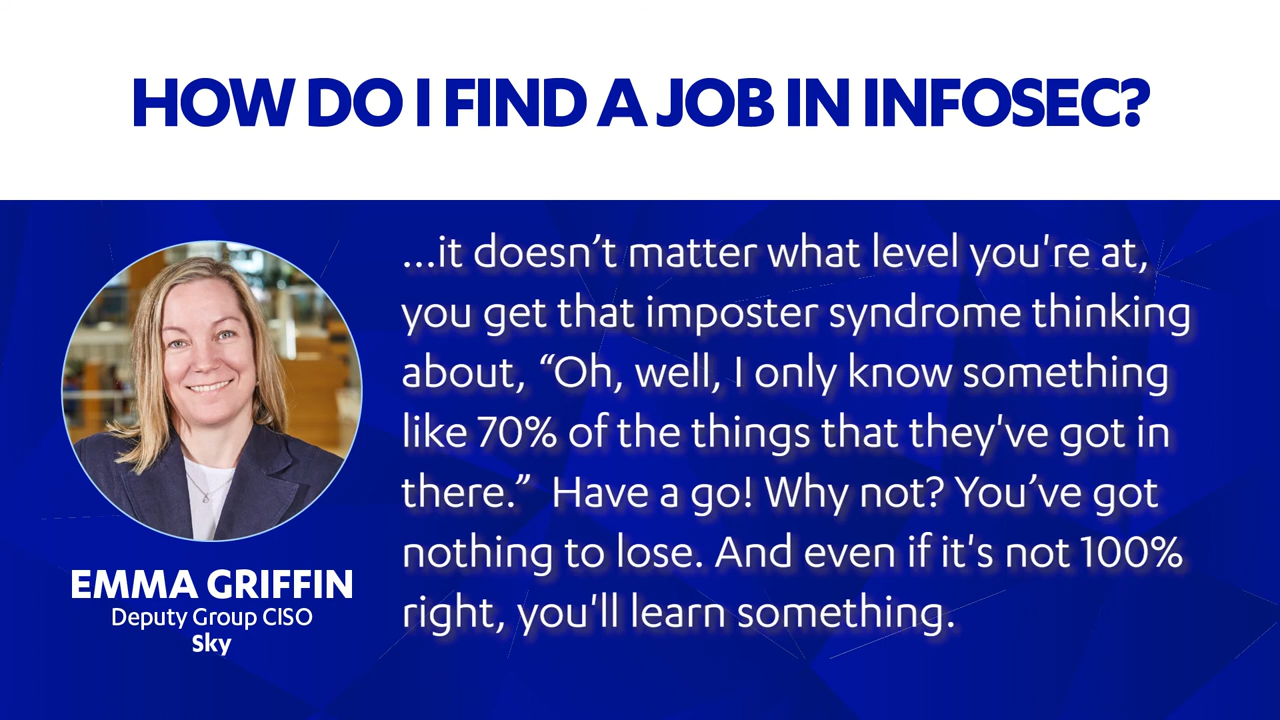 HOW DO I FIND A JOB IN INFOSEC?
...it doesn’t matter what level you're at,
you get that imposter syndrome thinking
about, “Oh, well, I only know something
like 70% of the things that they've got in
there.”  Have a go! Why not? You’ve got
nothing to lose. And even if it's not 100%
right, you'll learn something.
EMMA GRIFFIN
Deputy Group CISO
Sky